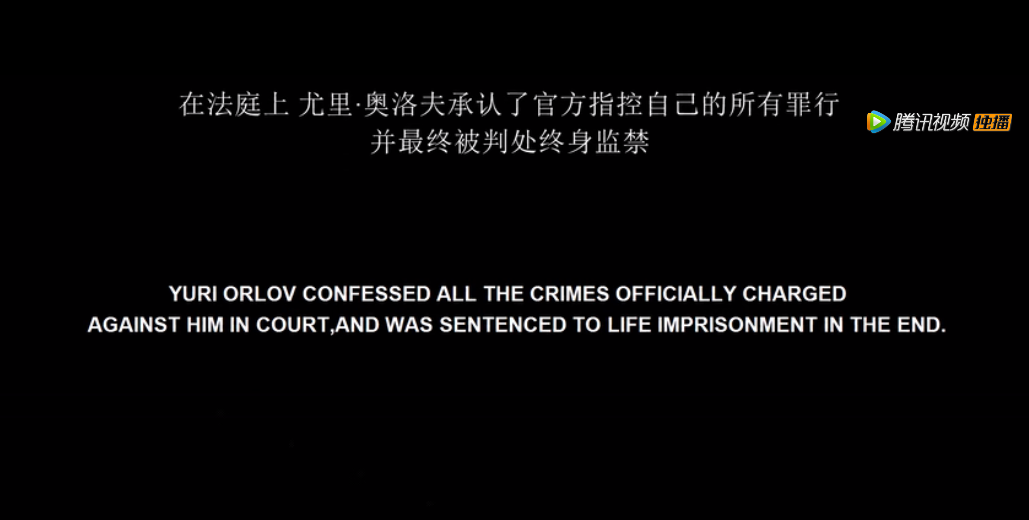 在法庭上 尤里·奥洛夫承认了官方指控自己的所有罪行
腾讯视频 独播
并最终被判处终身监禁
YURI ORLOV CONFESSED ALL THE CRIMES OFFICIALLY CHARGED
AGAINST HIM IN COURT,AND WAS SENTENCED TO LIFE IMPRISONMENT IN THE END.